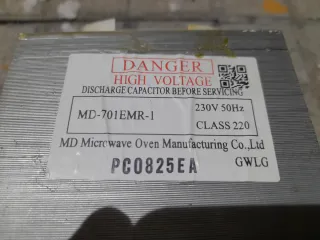 DANGER
HIGH VOLTAGE
DISCHARGE CAPACITOR BEFORE SERVICING
MD-701EMR-1
230V 50Hz
CLASS 220
MD Microwave Oven Manufacturing Co.,Ltd
PC0825EA
GWLG